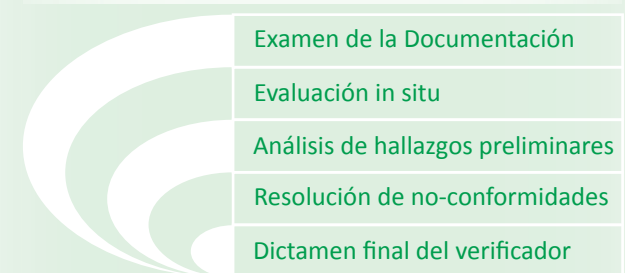 Examen de la Documentación
Evaluación in situ
Análisis de hallazgos preliminares
Resolución de no-conformidades
Dictamen final del verificador